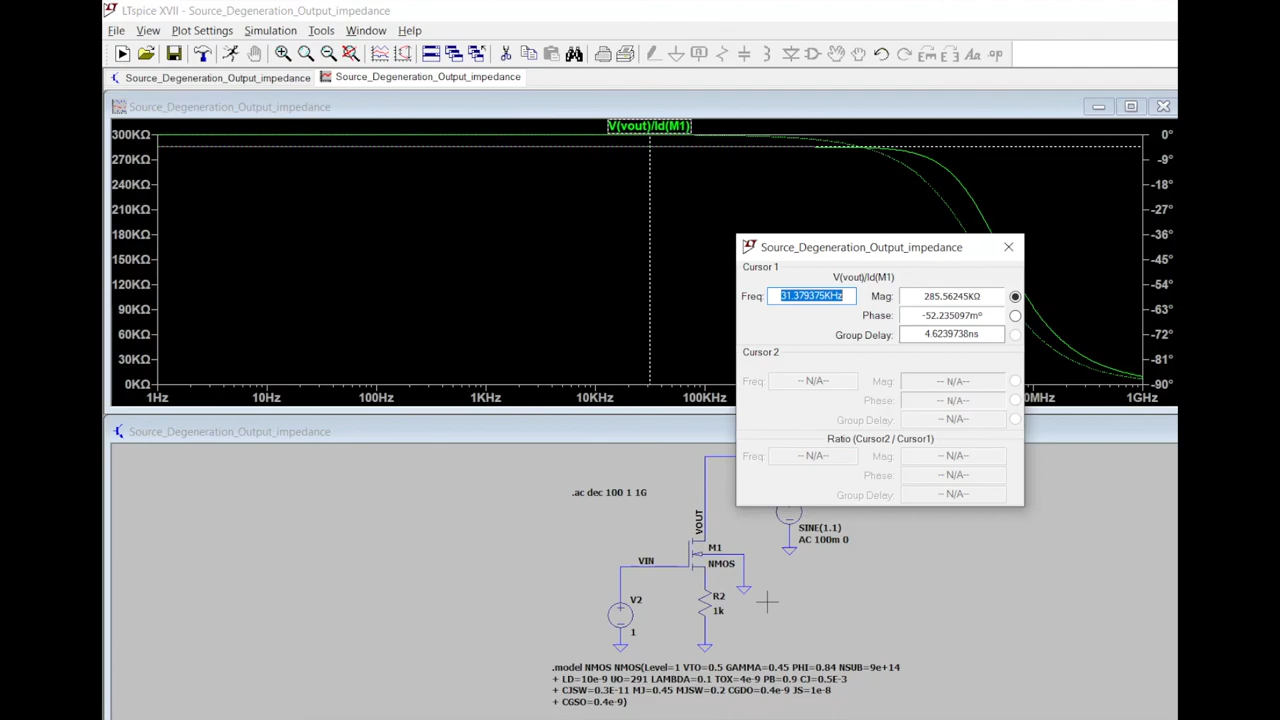 LTspice XVII - Source_Degeneration_Output_impedance
File View Plot Settings Simulation Tools Window Help
Source_Degeneration_Output_impedance Source_Degeneration_Output_impedance
Source_Degeneration_Output_impedance
V(vout)/Id(M1)
300KΩ 0°
270KΩ -9°
240KΩ -18°
210KΩ -27°
180KΩ -36°
150KΩ -45°
120KΩ -54°
90KΩ -63°
60KΩ -72°
30KΩ -81°
0KΩ -90°
1Hz 10Hz 100Hz 1KHz 10KHz 100KHz 0MHz 1GHz
Source_Degeneration_Output_impedance
Cursor 1
V(vout)/Id(M1)
Freq: 31.379375KHz Mag: 285.56245KΩ
Phase: -52.235097m°
Group Delay: 4.6239738ns
Cursor 2
Freq: -- N/A-- Mag: -- N/A--
Phase: -- N/A--
Group Delay: -- N/A--
Ratio (Cursor2 / Cursor1)
Freq: -- N/A-- Mag: -- N/A--
Phase: -- N/A--
Group Delay: -- N/A--
Source_Degeneration_Output_impedance
.ac dec 100 1 1G
VOUT
SINE(1.1)
AC 100m 0
M1
VIN
NMOS
V2
R2
1k
1
.model NMOS NMOS(Level=1 VTO=0.5 GAMMA=0.45 PHI=0.84 NSUB=9e+14
+ LD=10e-9 UO=291 LAMBDA=0.1 TOX=4e-9 PB=0.9 CJ=0.5E-3
+ CJSW=0.3E-11 MJ=0.45 MJSW=0.2 CGDO=0.4e-9 JS=1e-8
+ CGSO=0.4e-9)